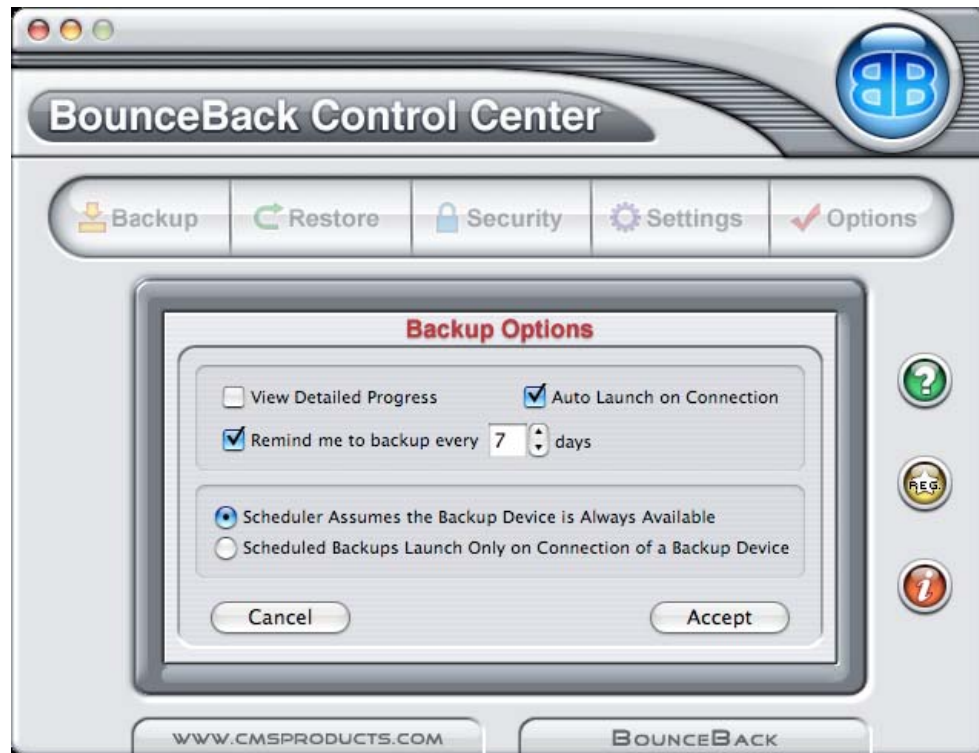 BB
BounceBack Control Center
Backup Restore Security Settings Options
Backup Options
View Detailed Progress Auto Launch on Connection
Remind me to backup every 7 days
Scheduler Assumes the Backup Device is Always Available
Scheduled Backups Launch Only on Connection of a Backup Device
Cancel Accept
?
REG.
i
WWW.CMSPRODUCTS.COM BOUNCEBACK